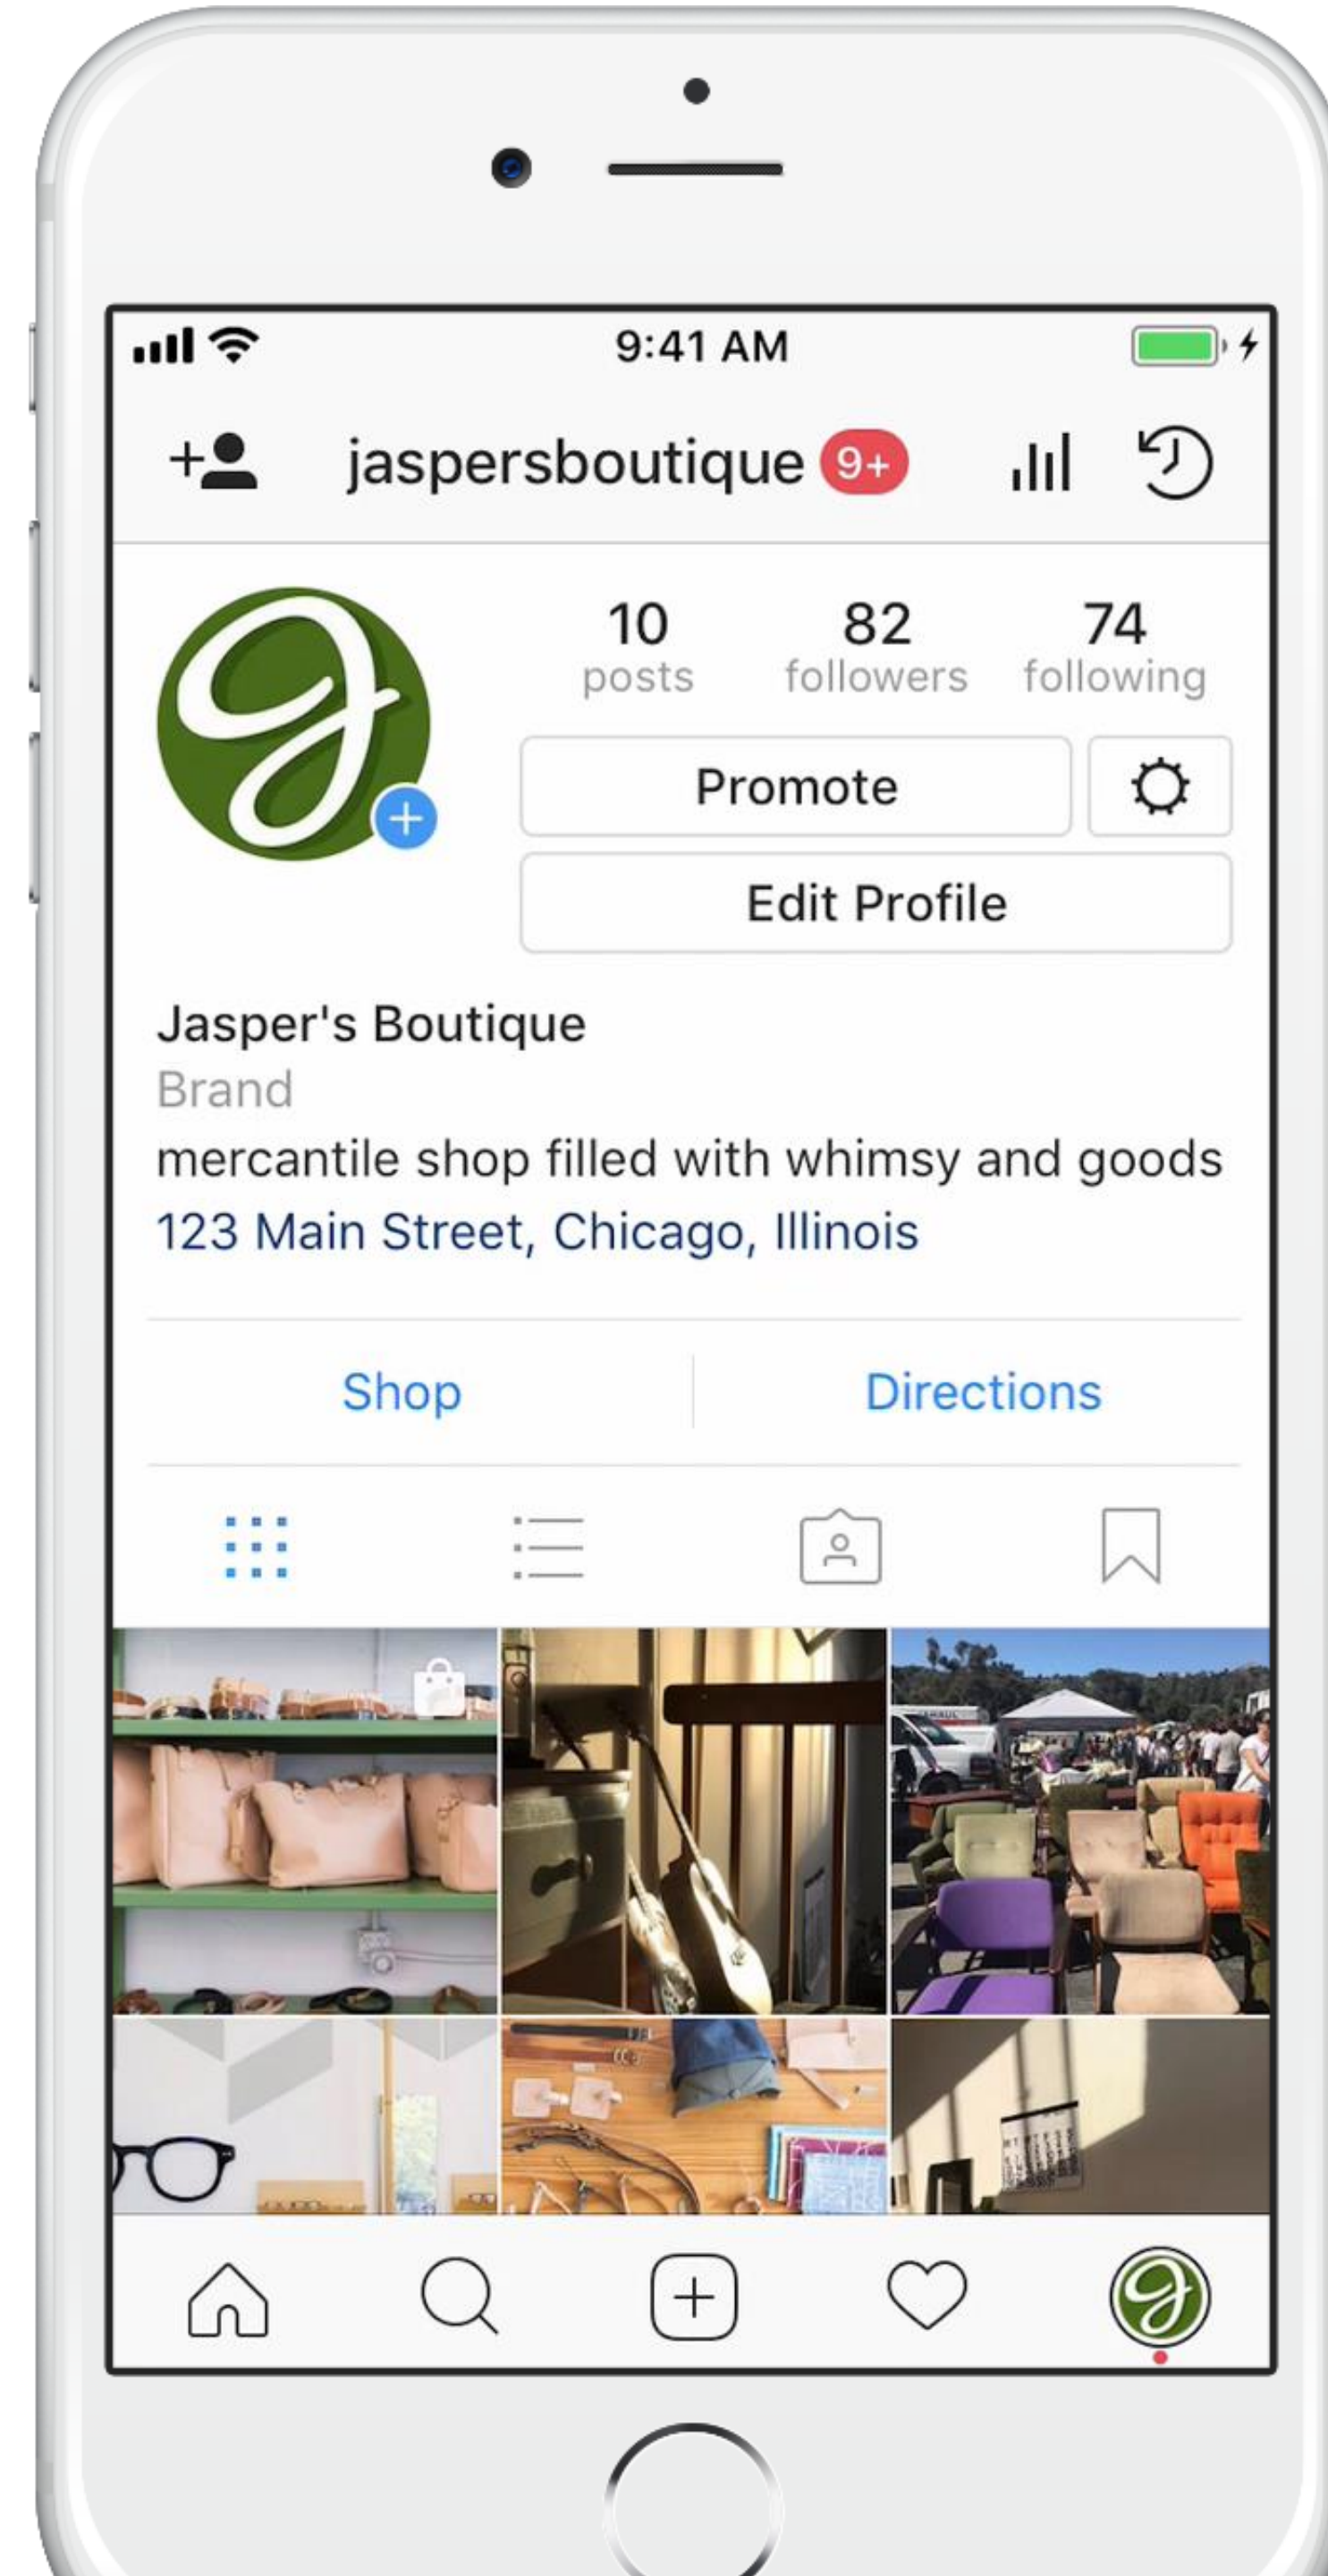 9:41 AM
jaspersboutique 9+
10 82 74
posts followers following
Promote
Edit Profile
Jasper's Boutique
Brand
mercantile shop filled with whimsy and goods
123 Main Street, Chicago, Illinois
Shop Directions